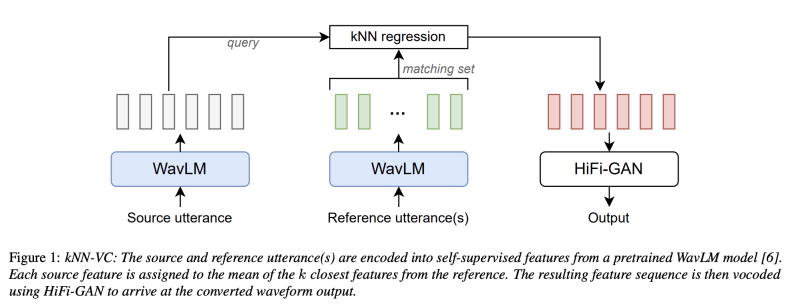 kNN regression
query
matching set
...
WavLM
WavLM
HiFi-GAN
Source utterance
Reference utterance(s)
Output
Figure 1: kNN-VC: The source and reference utterance(s) are encoded into self-supervised features from a pretrained WavLM model [6].
Each source feature is assigned to the mean of the k closest features from the reference. The resulting feature sequence is then vocoded
using HiFi-GAN to arrive at the converted waveform output.